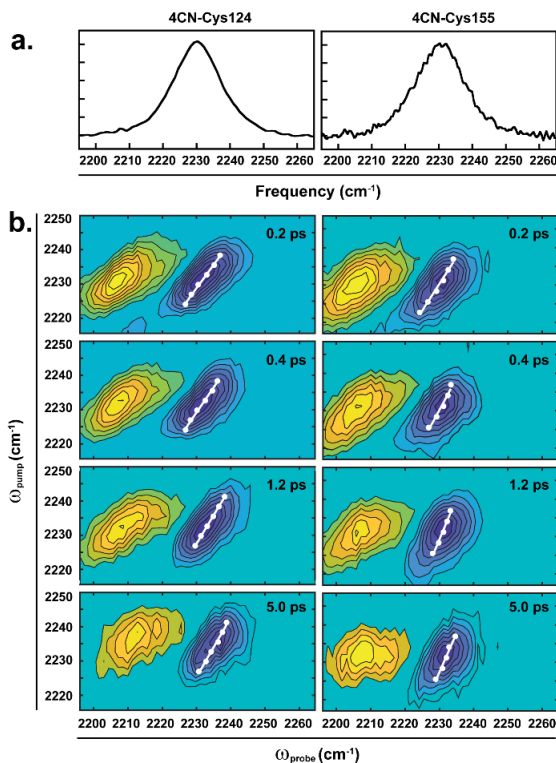 4CN-Cys124 4CN-Cys155
a.
2200 2210 2220 2230 2240 2250 2260 2200 2210 2220 2230 2240 2250 2260
Frequency (cm⁻¹)
b.
2250 0.2 ps 0.2 ps
2240
2230
2220
2250 0.4 ps 0.4 ps
2240
2230
2220
2250 1.2 ps 1.2 ps
2240
2230
2220
2250 5.0 ps 5.0 ps
2240
2230
2220
ωpump (cm⁻¹)
2200 2210 2220 2230 2240 2250 2260 2200 2210 2220 2230 2240 2250 2260
ωprobe (cm⁻¹)